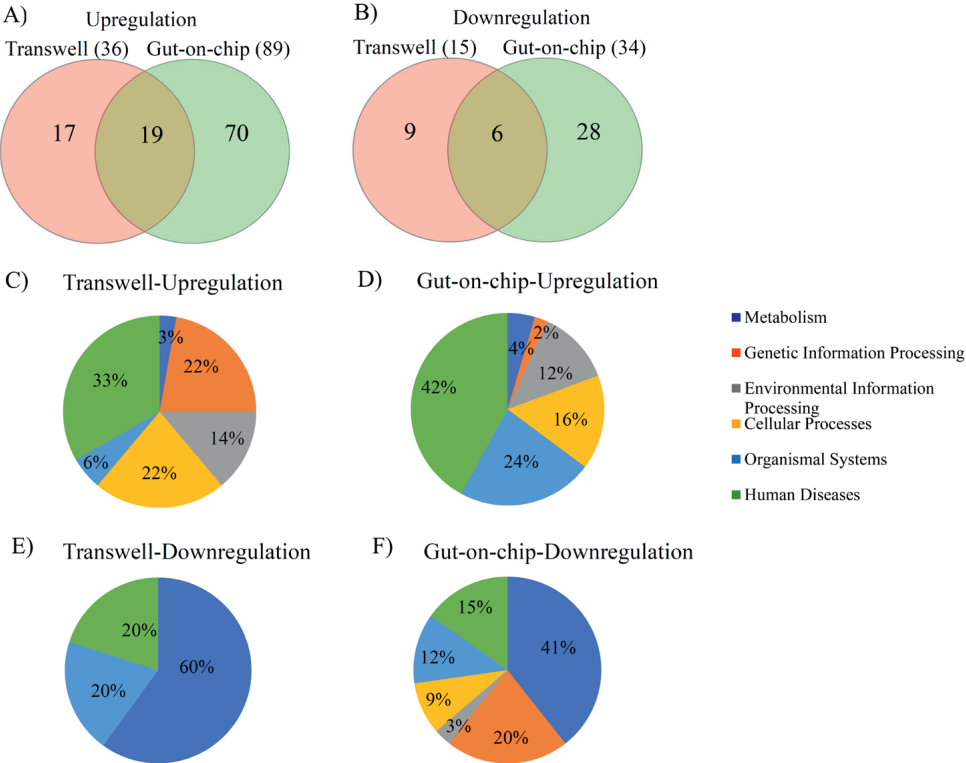 A)
Upregulation
Transwell (36) Gut-on-chip (89)
17 19 70
B)
Downregulation
Transwell (15) Gut-on-chip (34)
9 6 28
C) Transwell-Upregulation
3%
22%
14%
22%
6%
33%
D) Gut-on-chip-Upregulation
4%
2%
12%
16%
24%
42%
Metabolism
Genetic Information Processing
Environmental Information
Processing
Cellular Processes
Organismal Systems
Human Diseases
E) Transwell-Downregulation
60%
20%
20%
F) Gut-on-chip-Downregulation
41%
20%
3%
9%
12%
15%